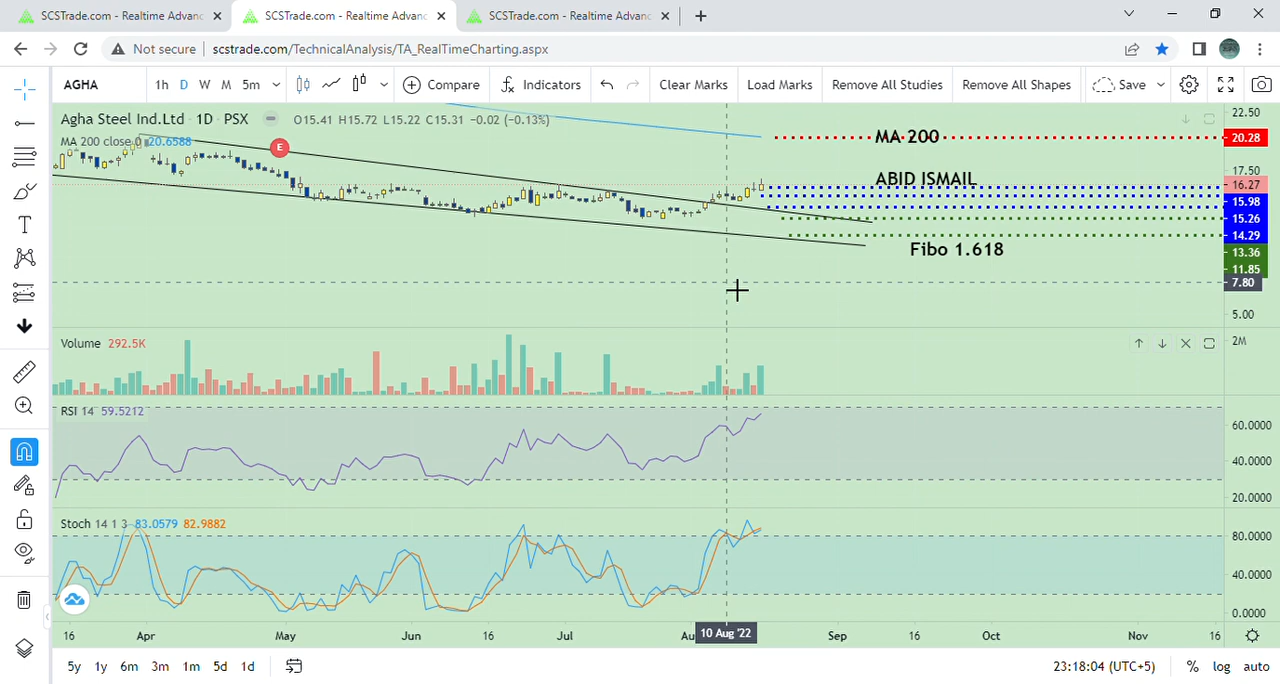 SCSTrade.com - Realtime Advanc
SCSTrade.com - Realtime Advanc
SCSTrade.com - Realtime Advanc
Not secure
scstrade.com/TechnicalAnalysis/TA_RealTimeCharting.aspx
AGHA
1h D W M 5m
Compare
Indicators
Clear Marks
Load Marks
Remove All Studies
Remove All Shapes
Save
Agha Steel Ind.Ltd · 1D · PSX
O15.41 H15.72 L15.22 C15.31 −0.02 (−0.13%)
MA 200 close 0 20.6588
E
22.50
MA 200
20.28
17.50
ABID ISMAIL
16.27
15.98
15.26
14.29
Fibo 1.618
13.36
11.85
7.80
5.00
Volume 292.5K
2M
RSI 14 59.5212
60.0000
40.0000
20.0000
Stoch 14 1 3 83.0579 82.9882
80.0000
40.0000
0.0000
16 Apr May Jun 16 Jul Au 10 Aug '22 Sep 16 Oct Nov 16
5y 1y 6m 3m 1m 5d 1d
23:18:04 (UTC+5)
% log auto